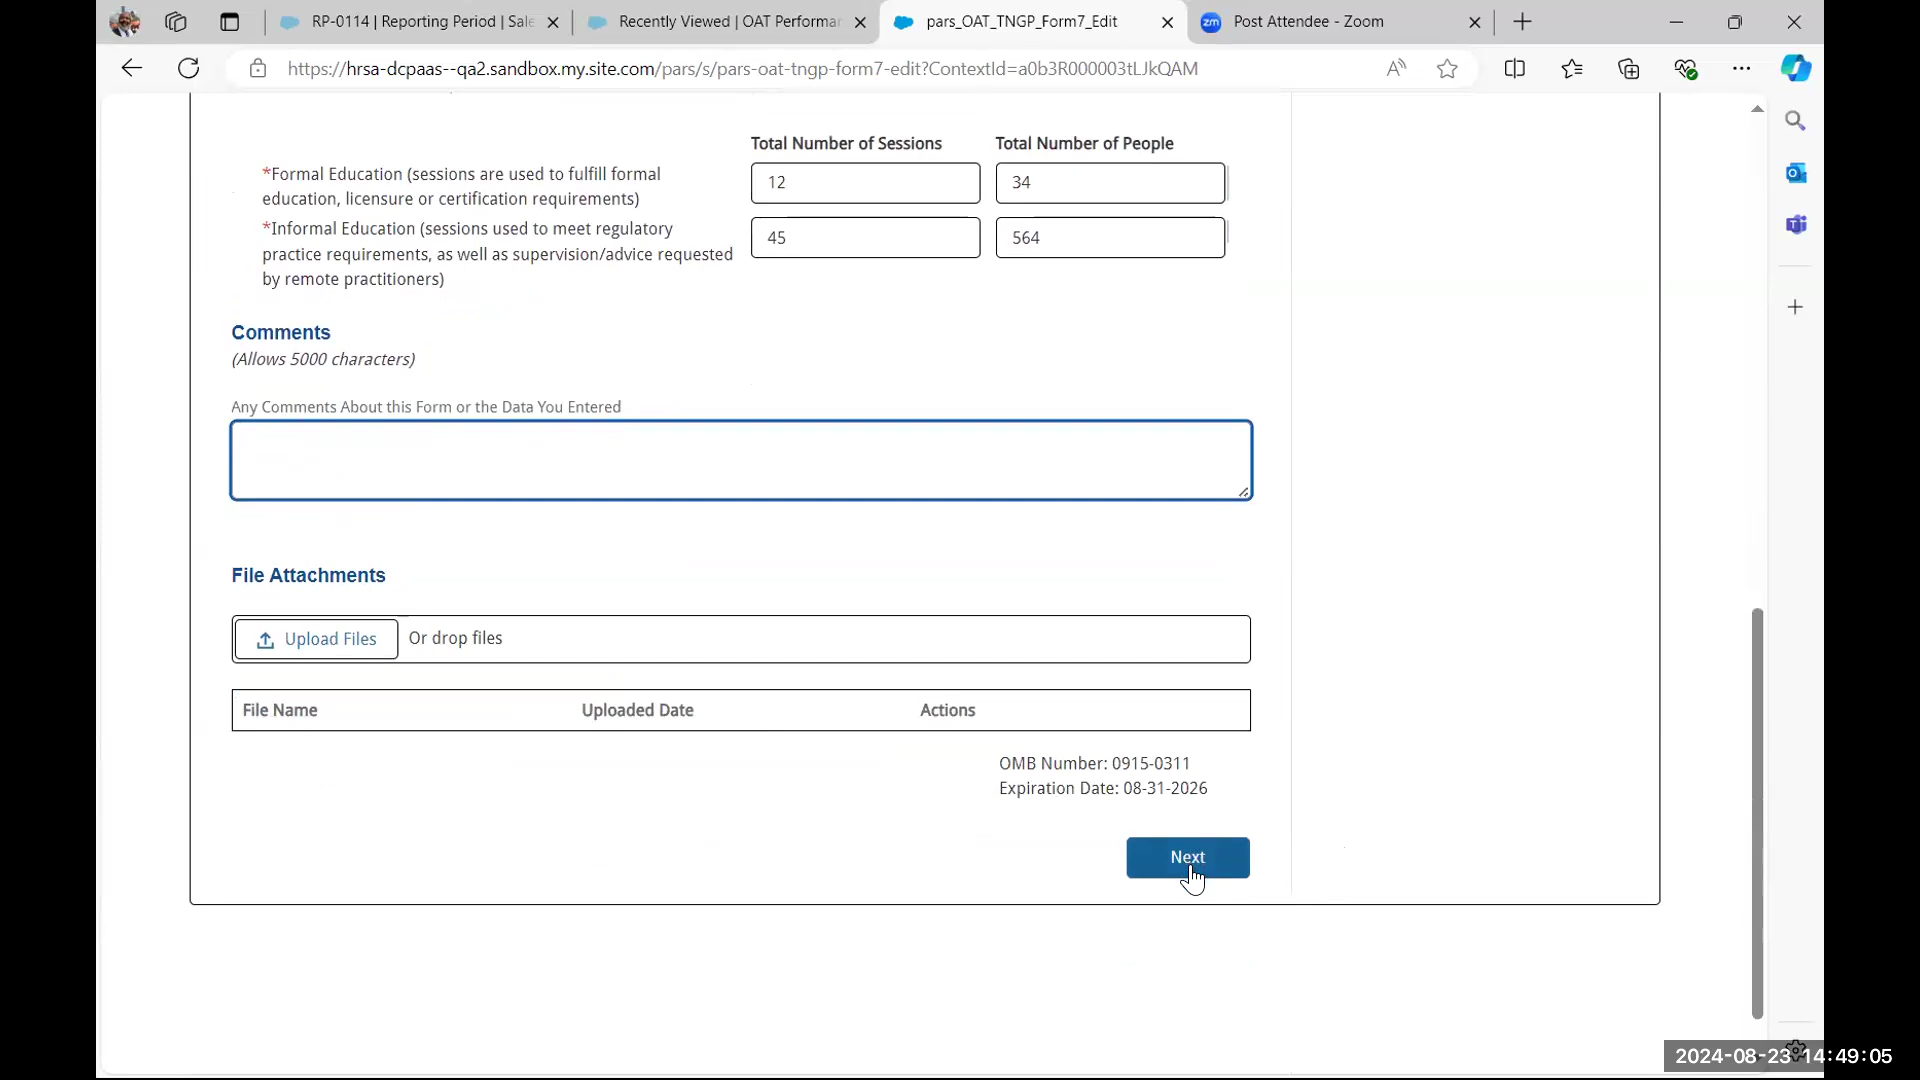 RP-0114 | Reporting Period | Sale
Recently Viewed | OAT Performar
pars_OAT_TNGP_Form7_Edit
zm
Post Attendee - Zoom
https://hrsa-dcpaas--qa2.sandbox.my.site.com/pars/s/pars-oat-tngp-form7-edit?ContextId=a0b3R000003tLJkQAM
Total Number of Sessions
Total Number of People
*Formal Education (sessions are used to fulfill formal
education, licensure or certification requirements)
12
34
*Informal Education (sessions used to meet regulatory
practice requirements, as well as supervision/advice requested
by remote practitioners)
45
564
Comments
(Allows 5000 characters)
Any Comments About this Form or the Data You Entered
File Attachments
Upload Files
Or drop files
File Name
Uploaded Date
Actions
OMB Number: 0915-0311
Expiration Date: 08-31-2026
Next
2024-08-23 14:49:05